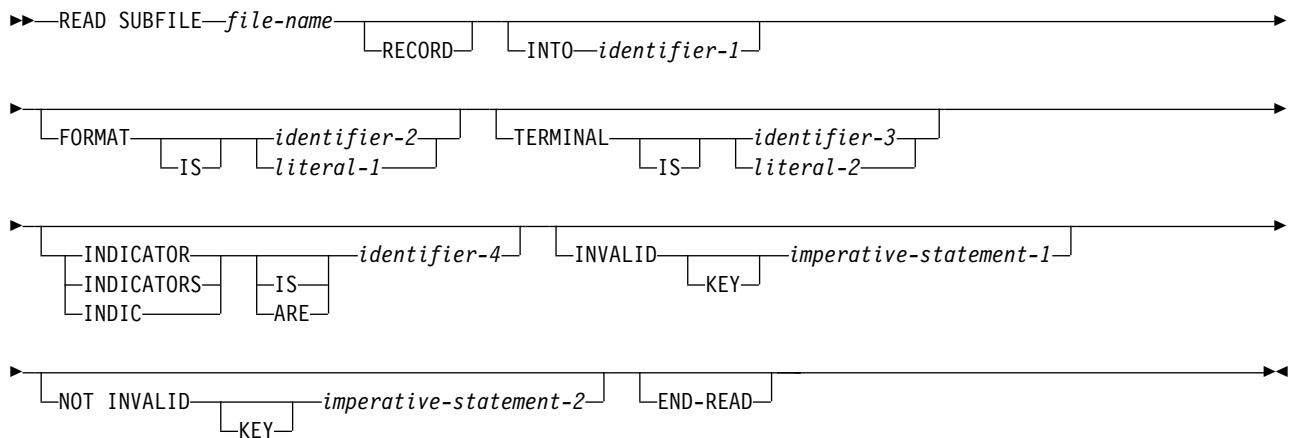 READ SUBFILE file-name
RECORD INTO identifier-1
FORMAT identifier-2 TERMINAL identifier-3
IS literal-1 IS literal-2
INDICATOR identifier-4 INVALID imperative-statement-1
INDICATORS IS KEY
INDIC ARE
NOT INVALID imperative-statement-2 END-READ
KEY